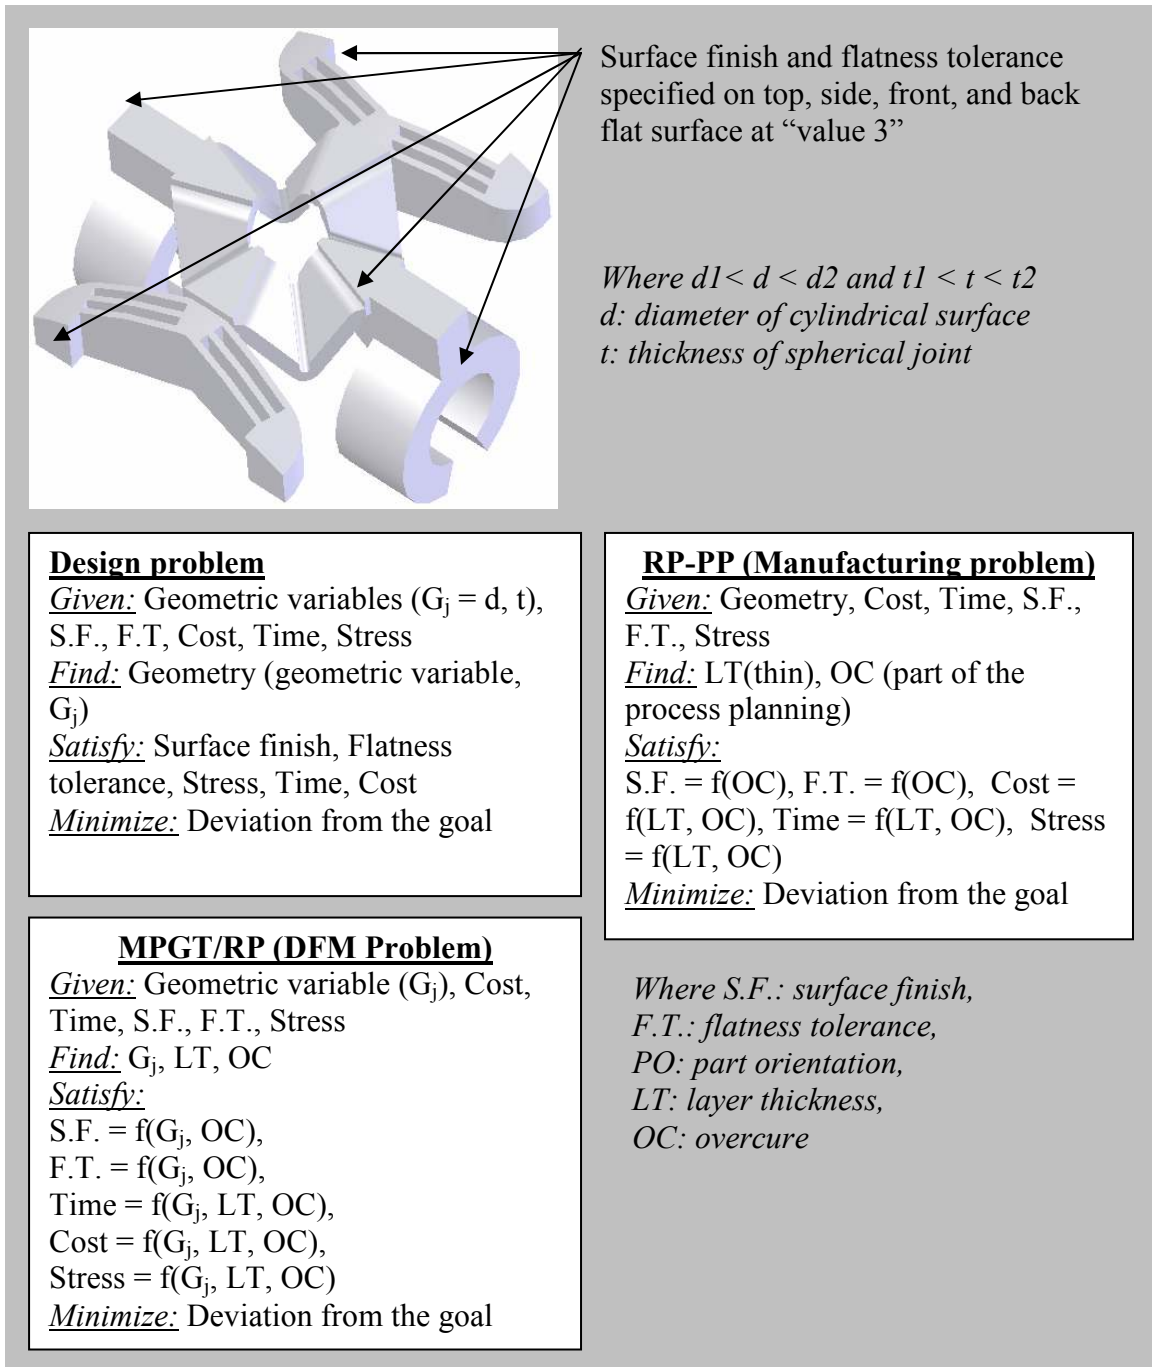 Surface finish and flatness tolerance
specified on top, side, front, and back
flat surface at “value 3”
Where d1< d < d2 and t1 < t < t2
d: diameter of cylindrical surface
t: thickness of spherical joint
Design problem
Given: Geometric variables (Gj = d, t),
S.F., F.T, Cost, Time, Stress
Find: Geometry (geometric variable,
Gj)
Satisfy: Surface finish, Flatness
tolerance, Stress, Time, Cost
Minimize: Deviation from the goal
RP-PP (Manufacturing problem)
Given: Geometry, Cost, Time, S.F.,
F.T., Stress
Find: LT(thin), OC (part of the
process planning)
Satisfy:
S.F. = f(OC), F.T. = f(OC),  Cost =
f(LT, OC), Time = f(LT, OC),  Stress
= f(LT, OC)
Minimize: Deviation from the goal
MPGT/RP (DFM Problem)
Given: Geometric variable (Gj), Cost,
Time, S.F., F.T., Stress
Find: Gj, LT, OC
Satisfy:
S.F. = f(Gj, OC),
F.T. = f(Gj, OC),
Time = f(Gj, LT, OC),
Cost = f(Gj, LT, OC),
Stress = f(Gj, LT, OC)
Minimize: Deviation from the goal
Where S.F.: surface finish,
F.T.: flatness tolerance,
PO: part orientation,
LT: layer thickness,
OC: overcure